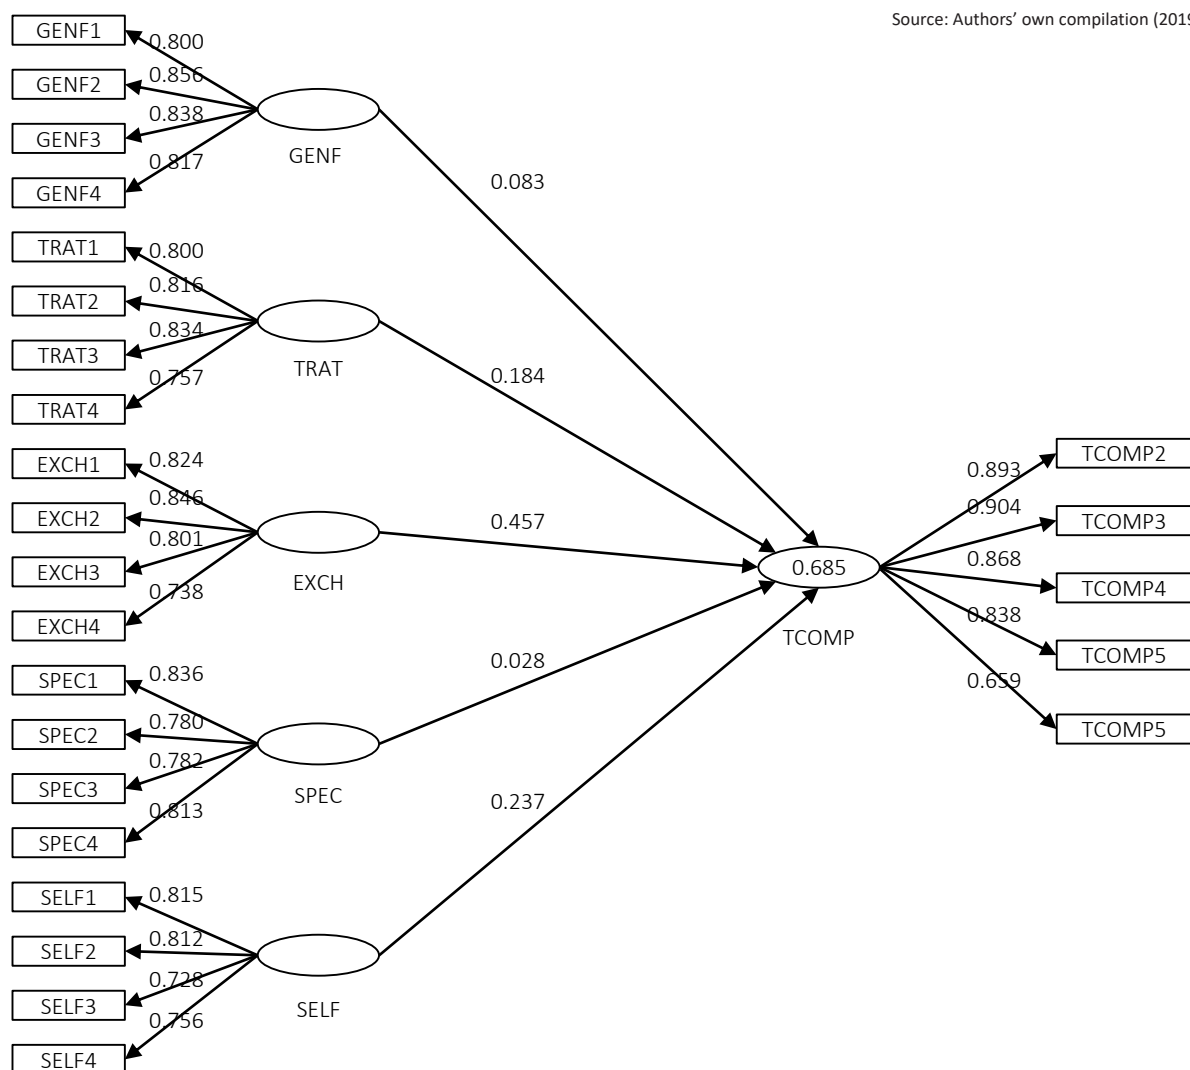 Source: Authors’ own compilation (2019
GENF1
0.800
GENF2
0.856
GENF3
0.838
GENF4
0.817
GENF
0.083
TRAT1
0.800
TRAT2
0.816
TRAT3
0.834
TRAT4
0.757
TRAT
0.184
EXCH1
0.824
EXCH2
0.846
EXCH3
0.801
EXCH4
0.738
EXCH
0.457
SPEC1
0.836
SPEC2
0.780
SPEC3
0.782
SPEC4
0.813
SPEC
0.028
SELF1
0.815
SELF2
0.812
SELF3
0.728
SELF4
0.756
SELF
0.237
0.685
TCOMP
0.893
TCOMP2
0.904
TCOMP3
0.868
TCOMP4
0.838
TCOMP5
0.659
TCOMP5